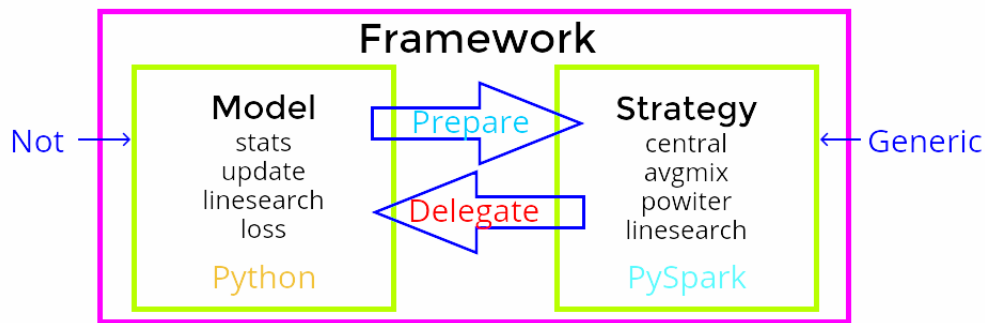 Framework
Not
Model
stats
update
linesearch
loss
Python
Prepare
Delegate
Strategy
central
avgmix
powiter
linesearch
PySpark
Generic